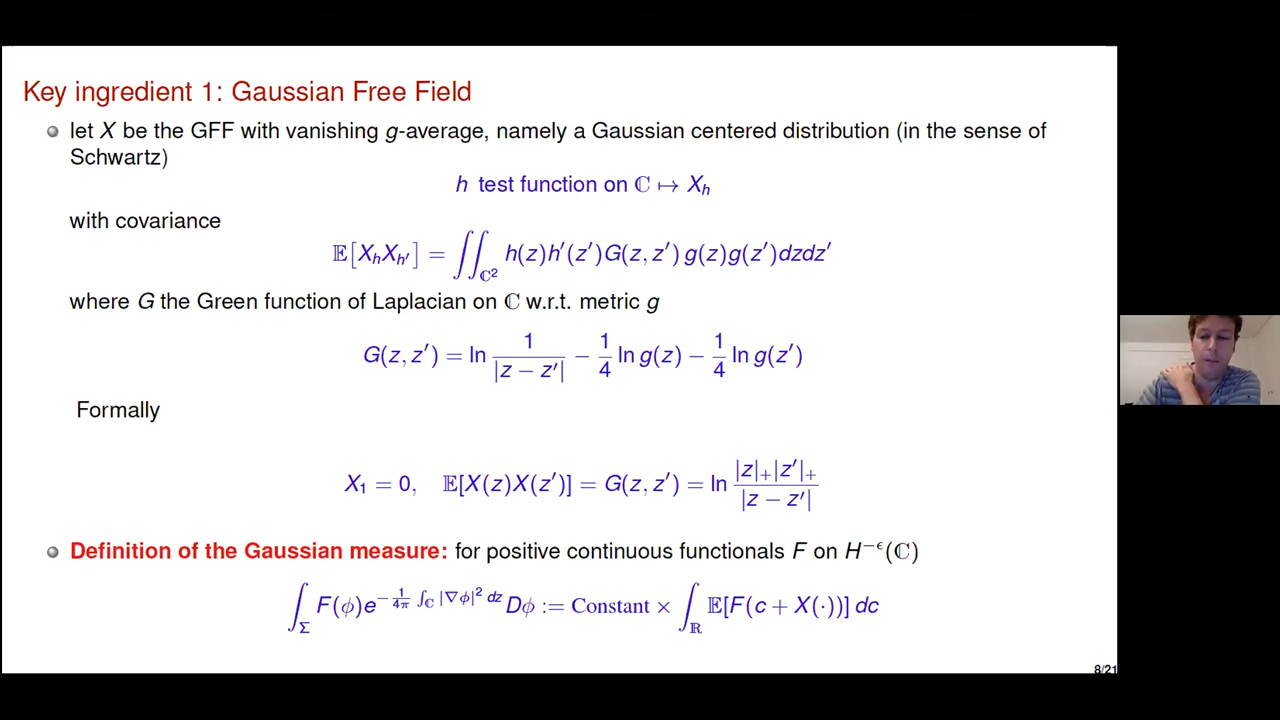 Key ingredient 1: Gaussian Free Field
let X be the GFF with vanishing g-average, namely a Gaussian centered distribution (in the sense of
Schwartz)
h test function on ℂ ↦ X_h
with covariance
𝔼[X_h X_{h′}] = ∬_{ℂ²} h(z)h′(z′)G(z, z′) g(z)g(z′)dzdz′
where G the Green function of Laplacian on ℂ w.r.t. metric g
G(z, z′) = ln 1/|z − z′| − 1/4 ln g(z) − 1/4 ln g(z′)
Formally
X₁ = 0, 𝔼[X(z)X(z′)] = G(z, z′) = ln |z|₊|z′|₊/|z − z′|
Definition of the Gaussian measure: for positive continuous functionals F on H^{−ϵ}(ℂ)
∫_Σ F(ϕ)e^{−1/4π ∫_ℂ |∇ϕ|² dz} Dϕ := Constant × ∫_ℝ 𝔼[F(c + X(·))] dc
8/21